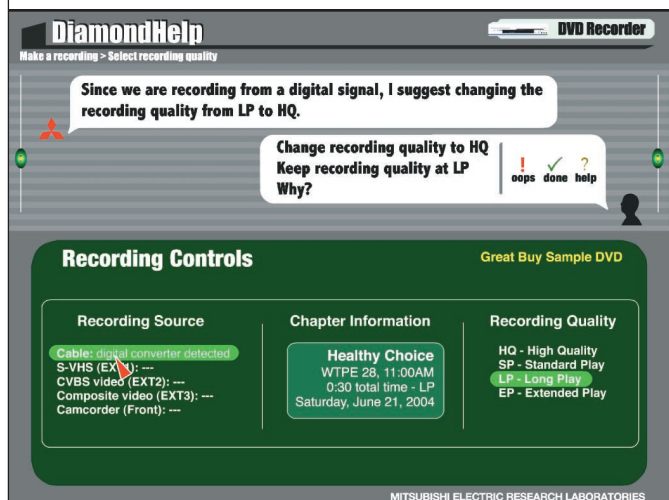 DiamondHelp
DVD Recorder
Make a recording > Select recording quality
Since we are recording from a digital signal, I suggest changing the
recording quality from LP to HQ.
Change recording quality to HQ
Keep recording quality at LP
Why?
! ✓ ?
oops done help
Recording Controls
Great Buy Sample DVD
Recording Source
Cable: digital converter detected
S-VHS (EXT1): ---
CVBS video (EXT2): ---
Composite video (EXT3): ---
Camcorder (Front): ---
Chapter Information
Healthy Choice
WTPE 28, 11:00AM
0:30 total time - LP
Saturday, June 21, 2004
Recording Quality
HQ - High Quality
SP - Standard Play
LP - Long Play
EP - Extended Play
MITSUBISHI ELECTRIC RESEARCH LABORATORIES